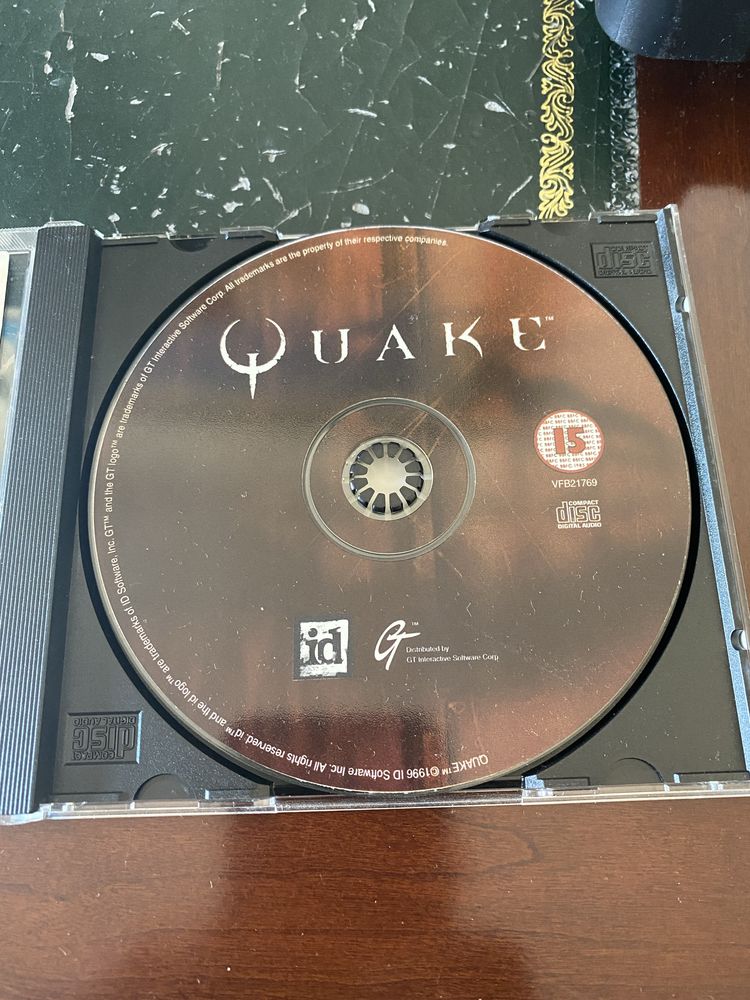 QUAKE™
15
BBFC 1985
VFB21769
COMPACT
disc
DIGITAL AUDIO
id
GT™
Distributed by
GT Interactive Software Corp
QUAKE™ ©1996 ID Software Inc. All rights reserved. id™ and the id logo™ are trademarks of ID Software, Inc. GT™ and the GT logo™ are trademarks of GT Interactive Software Corp. All trademarks are the property of their respective companies.
COMPACT
disc
DIGITAL AUDIO
COMPACT
disc
DIGITAL AUDIO